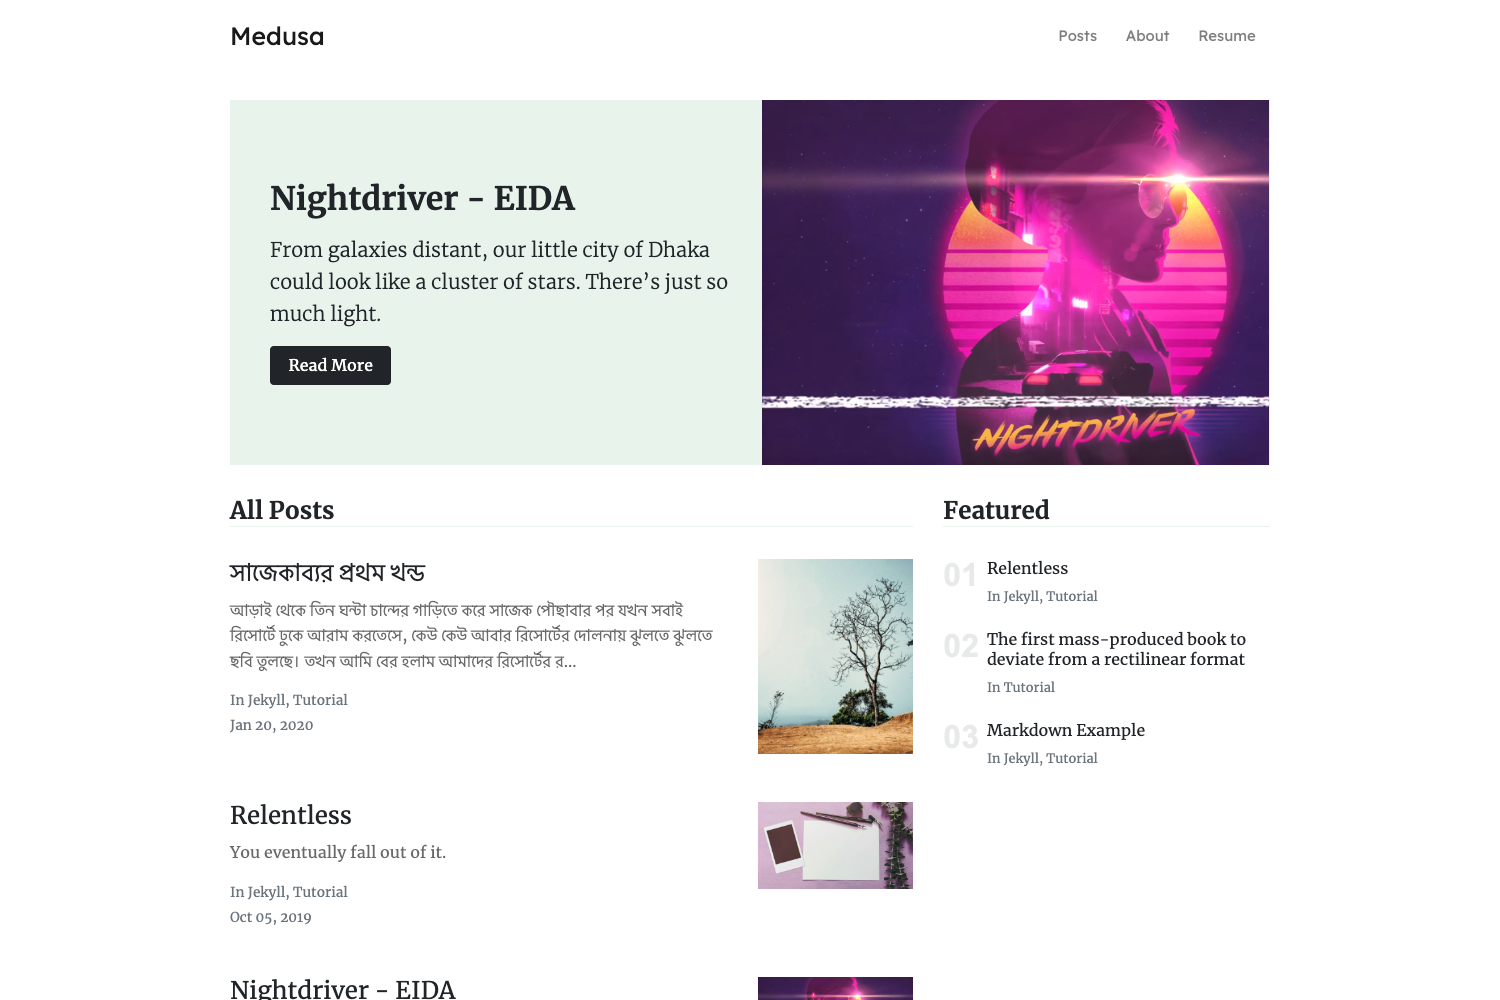 Medusa
Posts
About
Resume
Nightdriver - EIDA
From galaxies distant, our little city of Dhaka
could look like a cluster of stars. There’s just so
much light.
Read More
NIGHTDRIVER
All Posts
সাজেকাব্যর প্রথম খন্ড
আড়াই থেকে তিন ঘন্টা চান্দের গাড়িতে করে সাজেক পৌছাবার পর যখন সবাই
রিসোর্টে ঢুকে আরাম করতেসে, কেউ কেউ আবার রিসোর্টের দোলনায় ঝুলতে ঝুলতে
ছবি তুলছে। তখন আমি বের হলাম আমাদের রিসোর্টের র...
In Jekyll, Tutorial
Jan 20, 2020
Relentless
You eventually fall out of it.
In Jekyll, Tutorial
Oct 05, 2019
Nightdriver - EIDA
Featured
01
Relentless
In Jekyll, Tutorial
02
The first mass-produced book to
deviate from a rectilinear format
In Tutorial
03
Markdown Example
In Jekyll, Tutorial